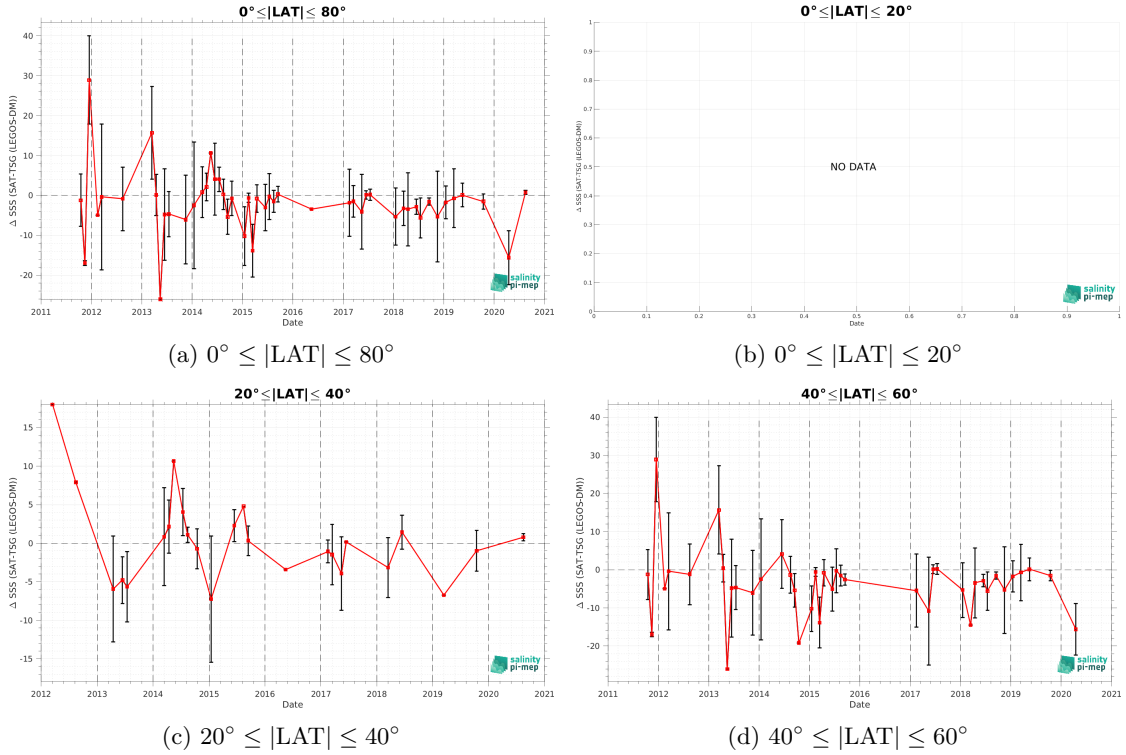 0°≤|LAT|≤ 80°
Δ SSS (SAT-TSG (LEGOS-DM))
40
30
20
10
0
-10
-20
2011 2012 2013 2014 2015 2016 2017 2018 2019 2020 2021
Date
salinity
pi-mep
(a) 0° ≤ |LAT| ≤ 80°
0°≤|LAT|≤ 20°
Δ SSS (SAT-TSG (LEGOS-DM))
1
0.9
0.8
0.7
0.6
0.5
0.4
0.3
0.2
0.1
0
NO DATA
0 0.1 0.2 0.3 0.4 0.5 0.6 0.7 0.8 0.9 1
Date
salinity
pi-mep
(b) 0° ≤ |LAT| ≤ 20°
20°≤|LAT|≤ 40°
Δ SSS (SAT-TSG (LEGOS-DM))
15
10
5
0
-5
-10
-15
2012 2013 2014 2015 2016 2017 2018 2019 2020 2021
Date
salinity
pi-mep
(c) 20° ≤ |LAT| ≤ 40°
40°≤|LAT|≤ 60°
Δ SSS (SAT-TSG (LEGOS-DM))
40
30
20
10
0
-10
-20
2011 2012 2013 2014 2015 2016 2017 2018 2019 2020 2021
Date
salinity
pi-mep
(d) 40° ≤ |LAT| ≤ 60°